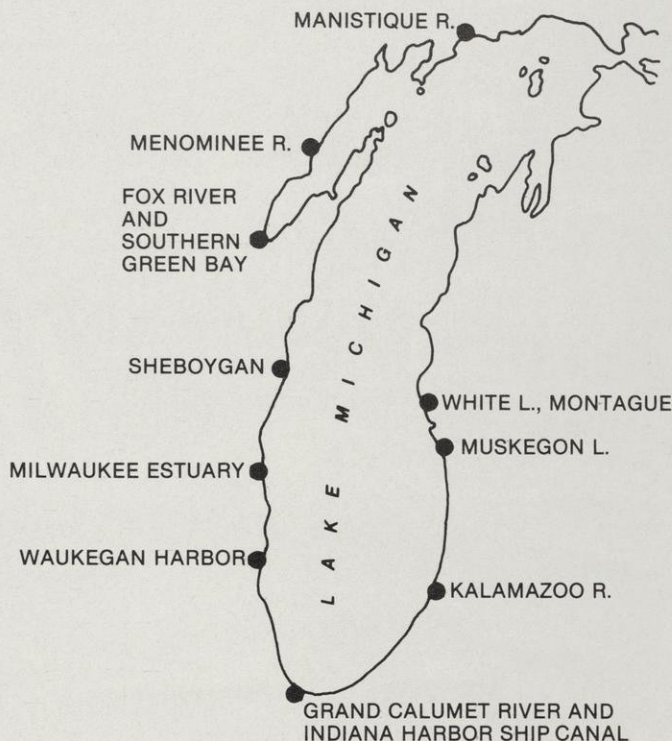 MANISTIQUE R.
MENOMINEE R.
FOX RIVER
AND
SOUTHERN
GREEN BAY
LAKE MICHIGAN
SHEBOYGAN
WHITE L., MONTAGUE
MUSKEGON L.
MILWAUKEE ESTUARY
WAUKEGAN HARBOR
KALAMAZOO R.
GRAND CALUMET RIVER AND
INDIANA HARBOR SHIP CANAL